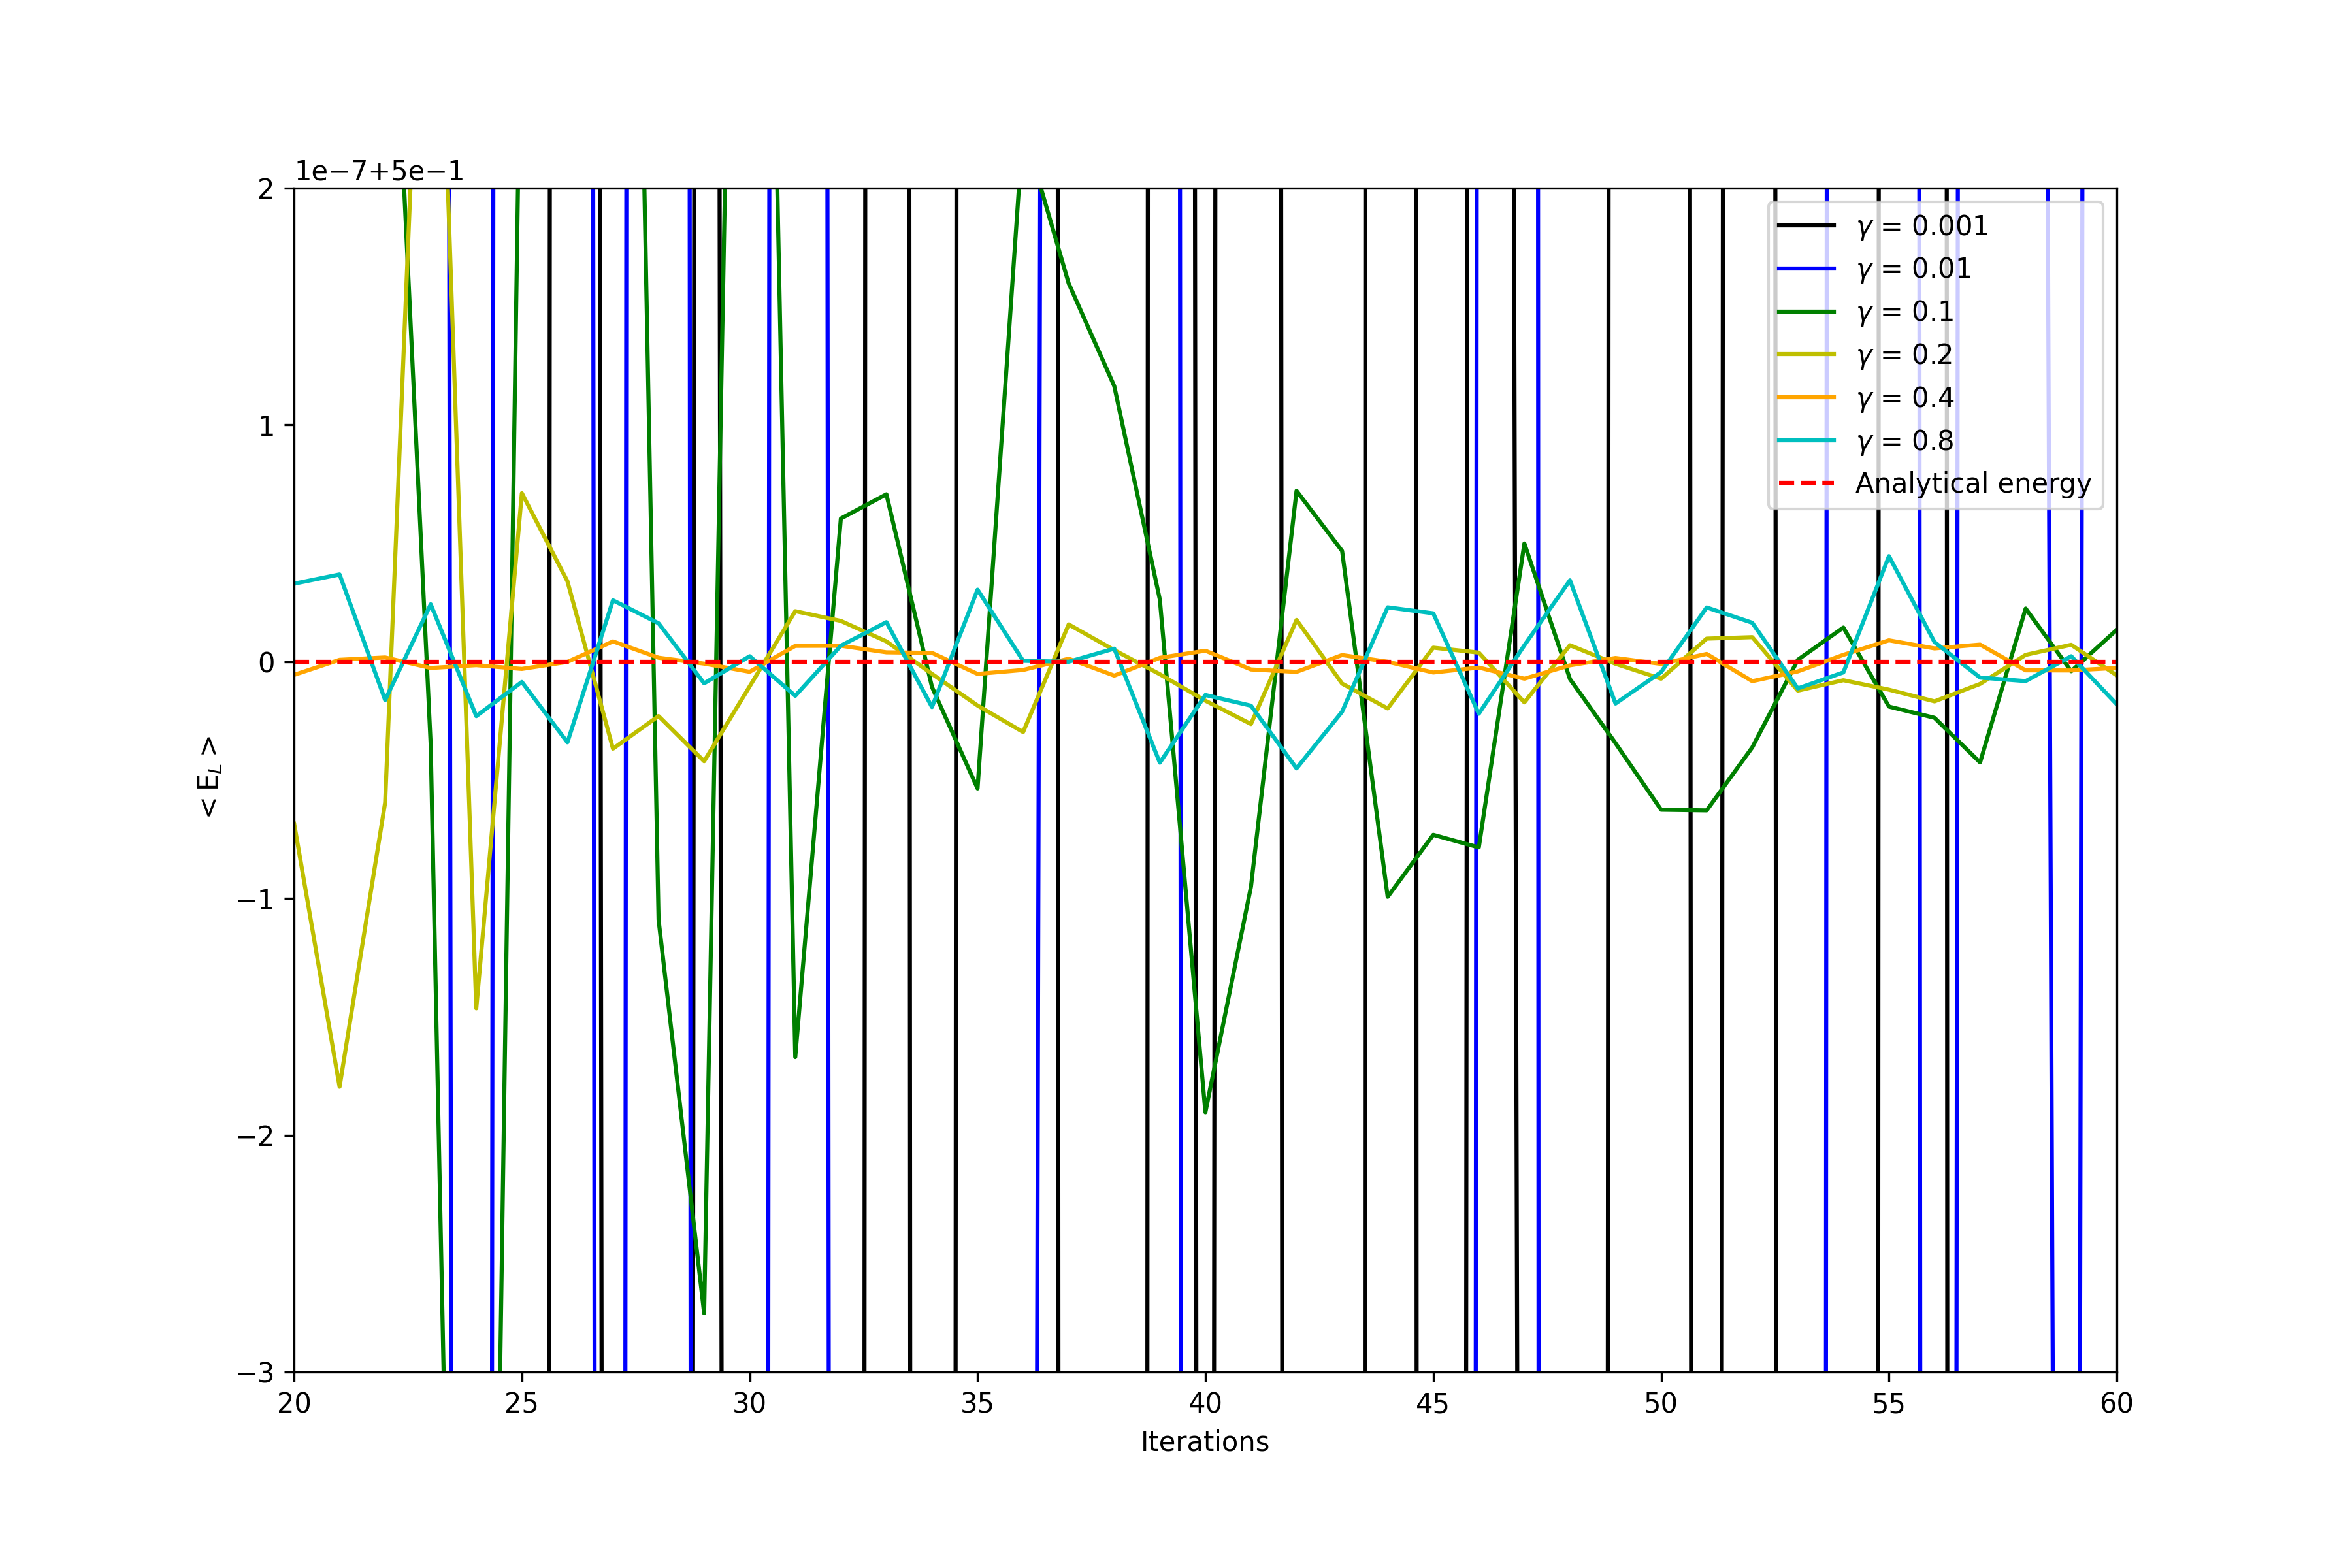 1e−7+5e−1
2
1
0
−1
−2
−3
< E_L >
20 25 30 35 40 45 50 55 60
Iterations
γ = 0.001
γ = 0.01
γ = 0.1
γ = 0.2
γ = 0.4
γ = 0.8
Analytical energy